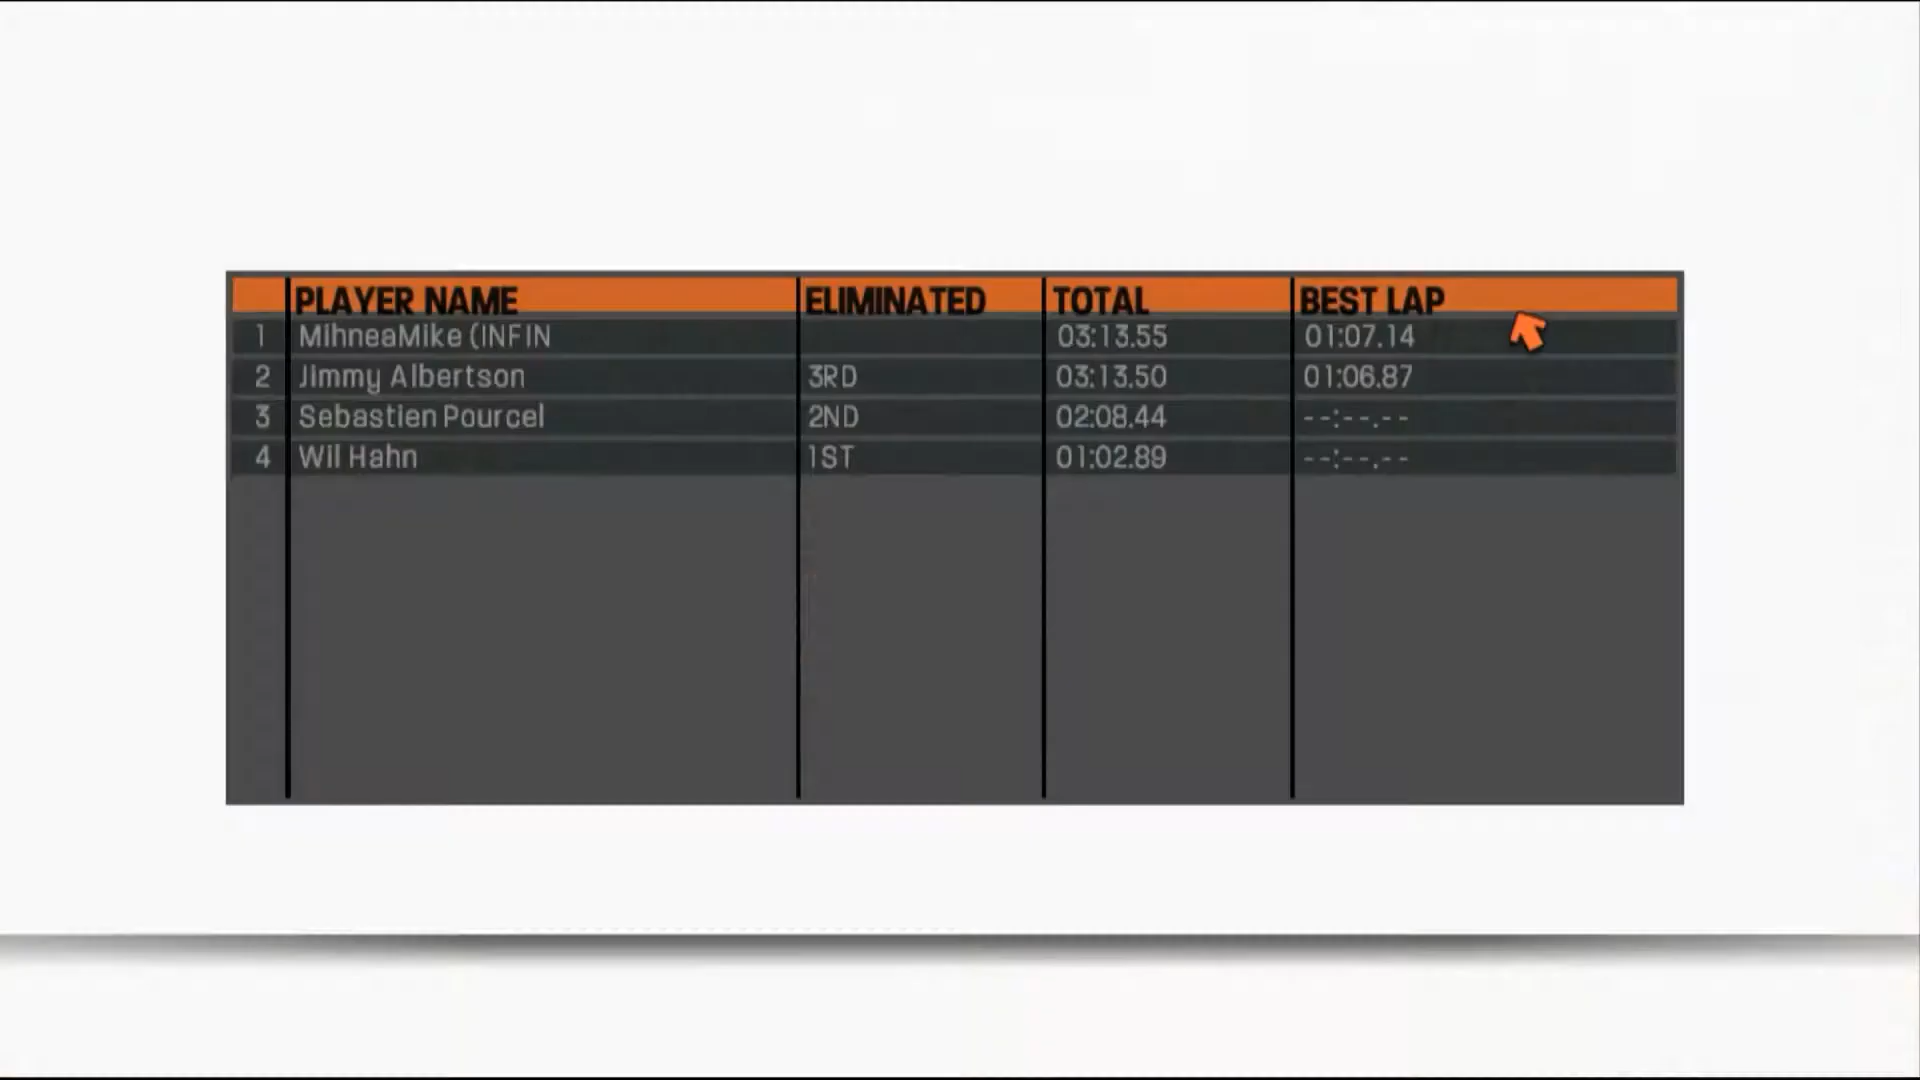 PLAYER NAME ELIMINATED TOTAL BEST LAP
1 MihneaMike (INFIN 03:13.55 01:07.14
2 Jimmy Albertson 3RD 03:13.50 01:06.87
3 Sebastien Pourcel 2ND 02:08.44 --:--.--
4 Wil Hahn 1ST 01:02.89 --:--.--